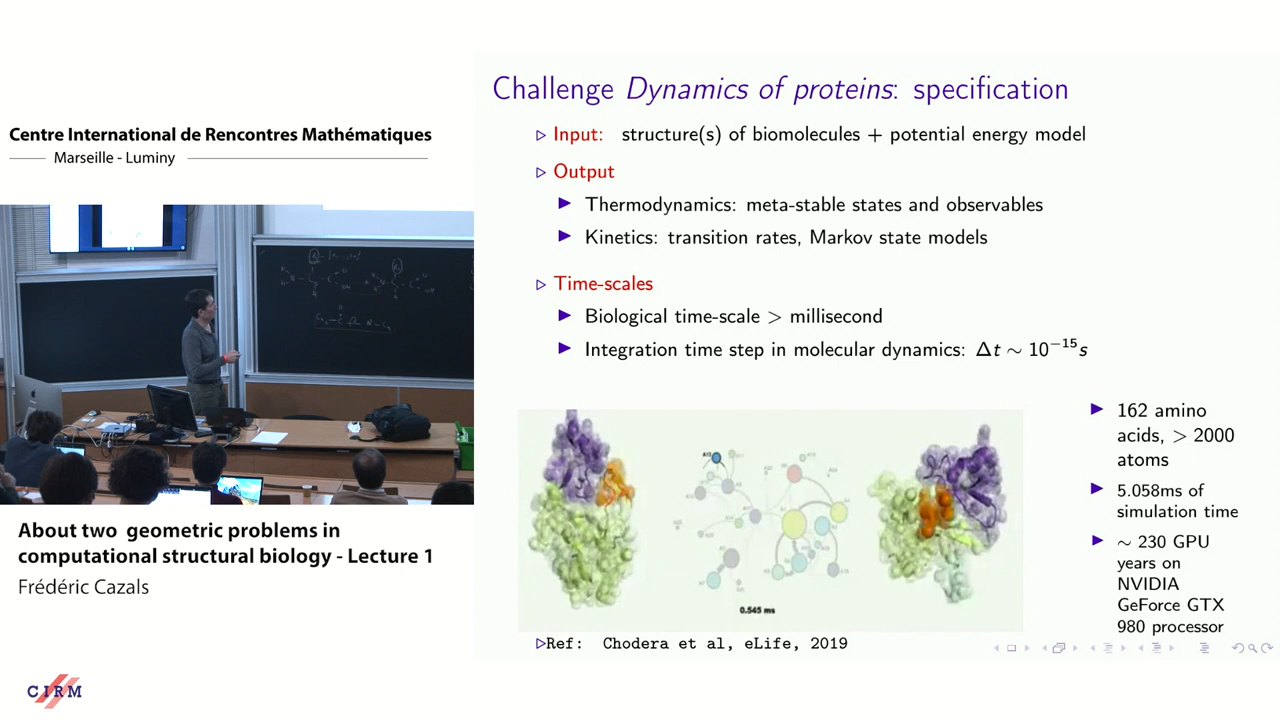 Centre International de Rencontres Mathématiques
Marseille - Luminy
About two geometric problems in
computational structural biology - Lecture 1
Frédéric Cazals
CIRM
Challenge Dynamics of proteins: specification
▷ Input: structure(s) of biomolecules + potential energy model
▷ Output
▶ Thermodynamics: meta-stable states and observables
▶ Kinetics: transition rates, Markov state models
▷ Time-scales
▶ Biological time-scale > millisecond
▶ Integration time step in molecular dynamics: Δt ∼ 10⁻¹⁵s
0.545 ms
▶ 162 amino
acids, > 2000
atoms
▶ 5.058ms of
simulation time
▶ ∼ 230 GPU
years on
NVIDIA
GeForce GTX
980 processor
▷Ref: Chodera et al, eLife, 2019